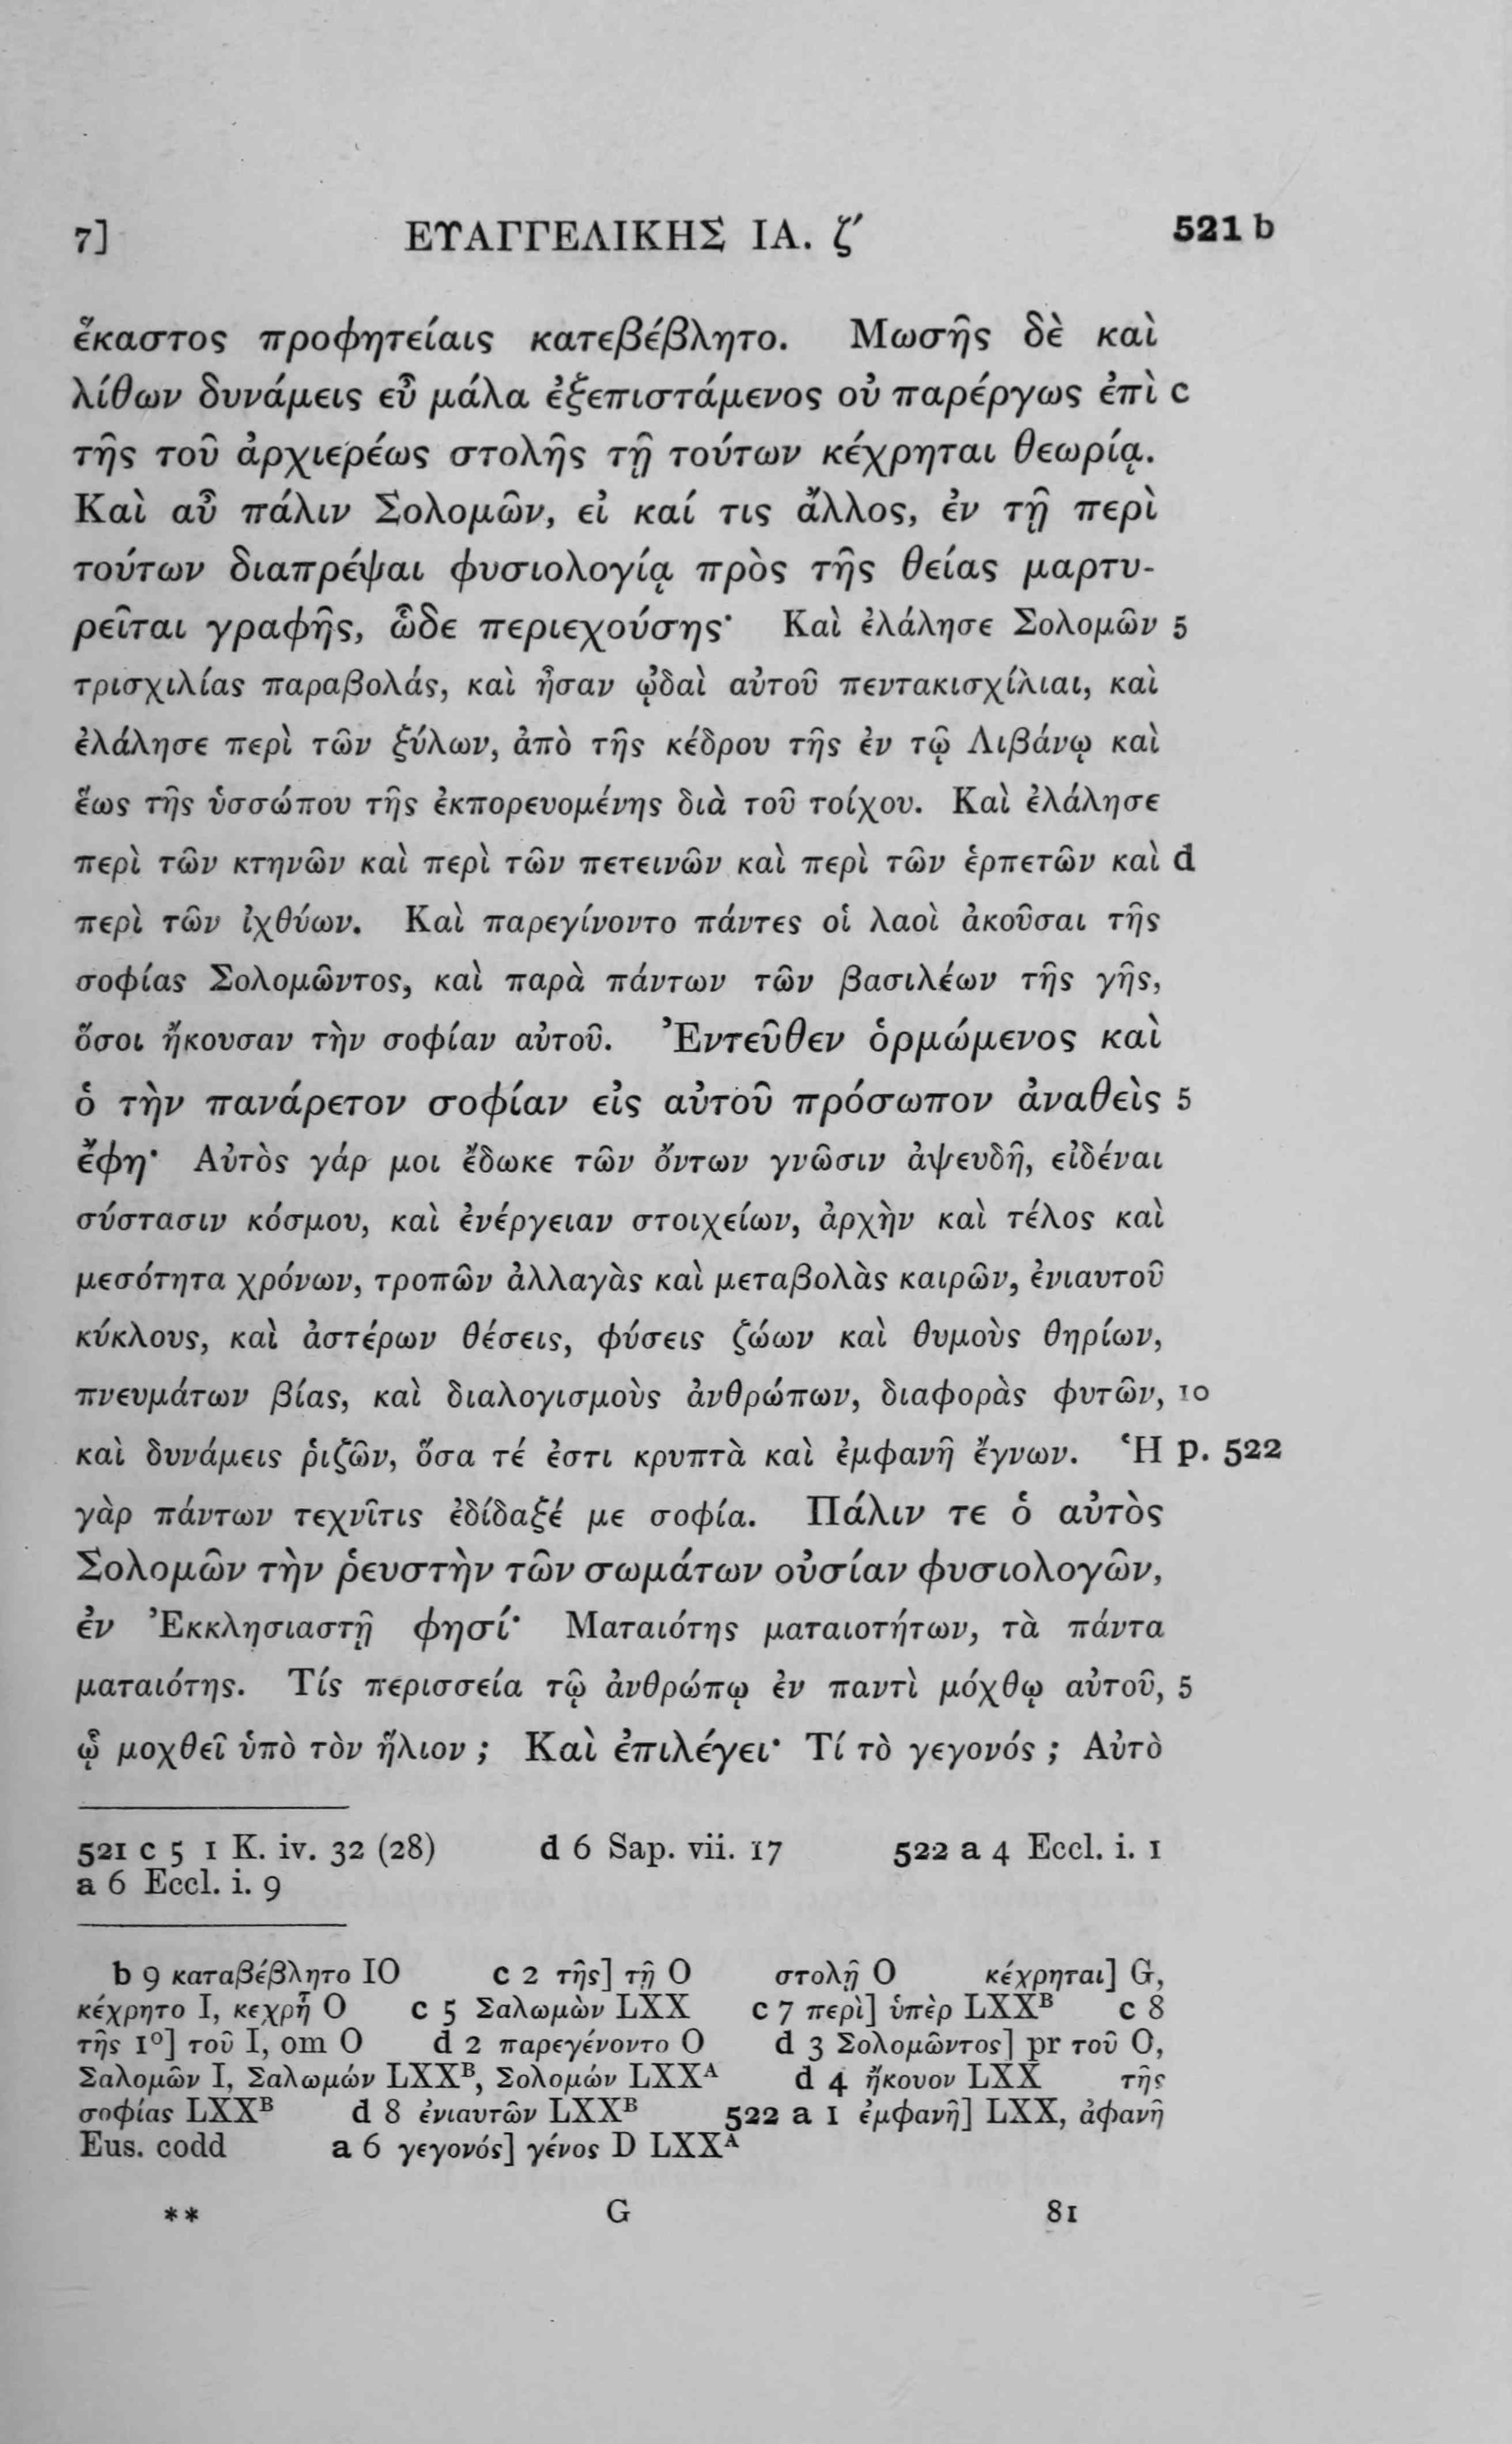 7] ΕΥΑΓΓΕΛΙΚΗΣ ΙΑ. ζ′ 521 b
ἕκαστος προφητείαις κατεβέβλητο. Μωσῆς δὲ καὶ
λίθων δυνάμεις εὖ μάλα ἐξεπιστάμενος οὐ παρέργως ἐπὶ c
τῆς τοῦ ἀρχιερέως στολῆς τῇ τούτων κέχρηται θεωρίᾳ.
Καὶ αὖ πάλιν Σολομῶν, εἰ καί τις ἄλλος, ἐν τῇ περὶ
τούτων διαπρέψαι φυσιολογίᾳ πρὸς τῆς θείας μαρτυ-
ρεῖται γραφῆς, ὧδε περιεχούσης· Καὶ ἐλάλησε Σολομῶν 5
τρισχιλίας παραβολάς, καὶ ἦσαν ᾠδαὶ αὐτοῦ πεντακισχίλιαι, καὶ
ἐλάλησε περὶ τῶν ξύλων, ἀπὸ τῆς κέδρου τῆς ἐν τῷ Λιβάνῳ καὶ
ἕως τῆς ὑσσώπου τῆς ἐκπορευομένης διὰ τοῦ τοίχου. Καὶ ἐλάλησε
περὶ τῶν κτηνῶν καὶ περὶ τῶν πετεινῶν καὶ περὶ τῶν ἑρπετῶν καὶ d
περὶ τῶν ἰχθύων. Καὶ παρεγίνοντο πάντες οἱ λαοὶ ἀκοῦσαι τῆς
σοφίας Σολομῶντος, καὶ παρὰ πάντων τῶν βασιλέων τῆς γῆς,
ὅσοι ἤκουσαν τὴν σοφίαν αὐτοῦ. Ἐντεῦθεν ὁρμώμενος καὶ
ὁ τὴν πανάρετον σοφίαν εἰς αὐτοῦ πρόσωπον ἀναθεὶς 5
ἔφη· Αὐτὸς γάρ μοι ἔδωκε τῶν ὄντων γνῶσιν ἀψευδῆ, εἰδέναι
σύστασιν κόσμου, καὶ ἐνέργειαν στοιχείων, ἀρχὴν καὶ τέλος καὶ
μεσότητα χρόνων, τροπῶν ἀλλαγὰς καὶ μεταβολὰς καιρῶν, ἐνιαυτοῦ
κύκλους, καὶ ἀστέρων θέσεις, φύσεις ζώων καὶ θυμοὺς θηρίων,
πνευμάτων βίας, καὶ διαλογισμοὺς ἀνθρώπων, διαφορὰς φυτῶν, 10
καὶ δυνάμεις ῥιζῶν, ὅσα τέ ἐστι κρυπτὰ καὶ ἐμφανῆ ἔγνων. Ἡ p. 522
γὰρ πάντων τεχνῖτις ἐδίδαξέ με σοφία. Πάλιν τε ὁ αὐτὸς
Σολομῶν τὴν ῥευστὴν τῶν σωμάτων οὐσίαν φυσιολογῶν,
ἐν Ἐκκλησιαστῇ φησί· Ματαιότης ματαιοτήτων, τὰ πάντα
ματαιότης. Τίς περισσεία τῷ ἀνθρώπῳ ἐν παντὶ μόχθῳ αὐτοῦ, 5
ᾧ μοχθεῖ ὑπὸ τὸν ἥλιον ; Καὶ ἐπιλέγει· Τί τὸ γεγονός ; Αὐτὸ
521 c 5 1 K. iv. 32 (28) d 6 Sap. vii. 17 522 a 4 Eccl. i. 1
a 6 Eccl. i. 9
b 9 καταβέβλητο IO c 2 τῆς] τῇ O στολῇ O κέχρηται] G,
κέχρητο I, κεχρῆ O c 5 Σαλωμὼν LXX c 7 περὶ] ὑπὲρ LXXᴮ c 8
τῆς 1º] τοῦ I, om O d 2 παρεγένοντο O d 3 Σολομῶντος] pr τοῦ O,
Σαλομῶν I, Σαλωμών LXXᴮ, Σολομών LXXᴬ d 4 ἤκουον LXX τῆς
σοφίας LXXᴮ d 8 ἐνιαυτῶν LXXᴮ 522 a 1 ἐμφανῆ] LXX, ἀφανῆ
Eus. codd a 6 γεγονός] γένος D LXXᴬ
** G 81